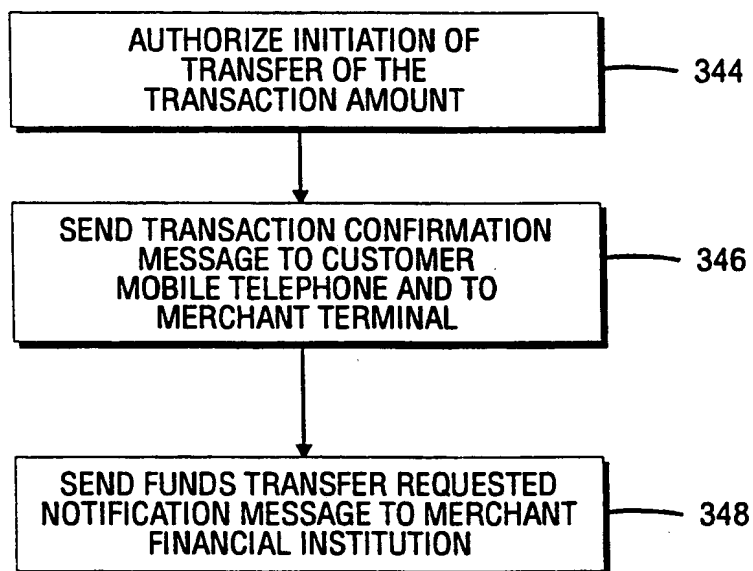 AUTHORIZE INITIATION OF
TRANSFER OF THE
TRANSACTION AMOUNT
344
SEND TRANSACTION CONFIRMATION
MESSAGE TO CUSTOMER
MOBILE TELEPHONE AND TO
MERCHANT TERMINAL
346
SEND FUNDS TRANSFER REQUESTED
NOTIFICATION MESSAGE TO MERCHANT
FINANCIAL INSTITUTION
348